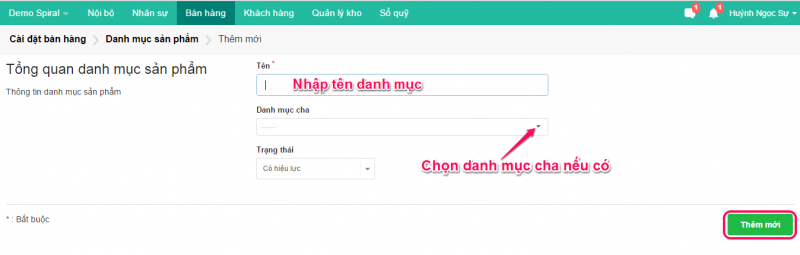 Demo Spiral Nội bộ Nhân sự Bán hàng Khách hàng Quản lý kho Sổ quỹ 1 1 Huỳnh Ngọc Sự
Cài đặt bán hàng Danh mục sản phẩm Thêm mới
Tổng quan danh mục sản phẩm
Thông tin danh mục sản phẩm
Tên *
Nhập tên danh mục
Danh mục cha
------
Chọn danh mục cha nếu có
Trạng thái
Có hiệu lực
* : Bắt buộc
Thêm mới